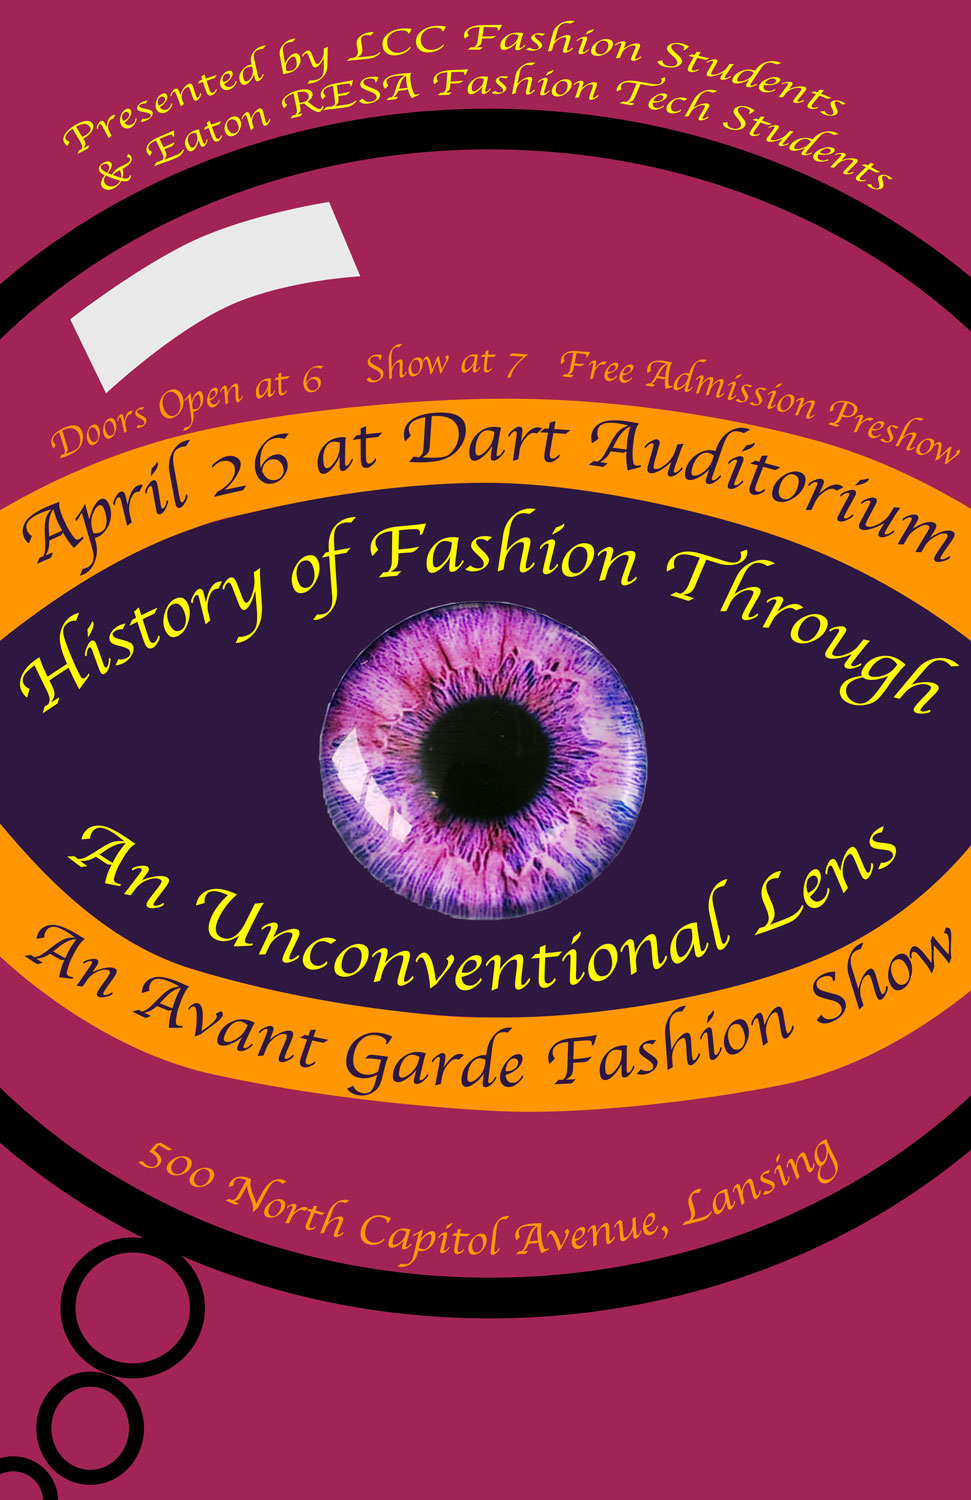 Presented by LCC Fashion Students
& Eaton RESA Fashion Tech Students
Doors Open at 6 Show at 7 Free Admission Preshow
April 26 at Dart Auditorium
History of Fashion Through
An Unconventional Lens
An Avant Garde Fashion Show
500 North Capitol Avenue, Lansing